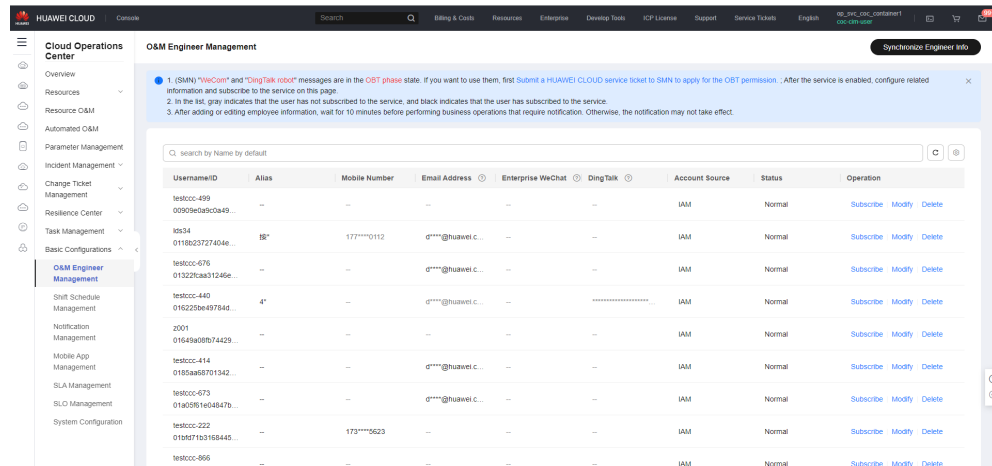 HUAWEI
HUAWEI CLOUD Console Search Billing & Costs Resources Enterprise Develop Tools ICP License Support Service Tickets English op_svc_coc_container1 99
coc-cim-user
Cloud Operations Center
Overview
Resources
Resource O&M
Automated O&M
Parameter Management
Incident Management
Change Ticket Management
Resilience Center
Task Management
Basic Configurations
O&M Engineer Management
Shift Schedule Management
Notification Management
Mobile App Management
SLA Management
SLO Management
System Configuration
O&M Engineer Management
Synchronize Engineer Info
1. (SMN) "WeCom" and "DingTalk robot" messages are in the OBT phase state. If you want to use them, first Submit a HUAWEI CLOUD service ticket to SMN to apply for the OBT permission. ; After the service is enabled, configure related
information and subscribe to the service on this page.
2. In the list, gray indicates that the user has not subscribed to the service, and black indicates that the user has subscribed to the service.
3. After adding or editing employee information, wait for 10 minutes before performing business operations that require notification. Otherwise, the notification may not take effect.
search by Name by default
Username/ID Alias Mobile Number Email Address Enterprise WeChat DingTalk Account Source Status Operation
testccc-499
00909e0a9c0a49... -- -- -- -- -- IAM Normal Subscribe Modify Delete
lds34
0118b23727404e... 接* 177****0112 d****@huawei.c... -- -- IAM Normal Subscribe Modify Delete
testccc-676
01322fcaa31246e... -- -- d****@huawei.c... -- -- IAM Normal Subscribe Modify Delete
testccc-440
016225be49784d... 4* -- d****@huawei.c... -- ********************... IAM Normal Subscribe Modify Delete
z001
01649a08fb74429... -- -- -- -- -- IAM Normal Subscribe Modify Delete
testccc-414
0185aa68701342... -- -- d****@huawei.c... -- -- IAM Normal Subscribe Modify Delete
testccc-673
01a05f61e04847b... -- -- d****@huawei.c... -- -- IAM Normal Subscribe Modify Delete
testccc-222
01bfd71b3168445... -- 173****5623 -- -- -- IAM Normal Subscribe Modify Delete
testccc-866
-- -- -- -- -- IAM Normal Subscribe Modify Delete